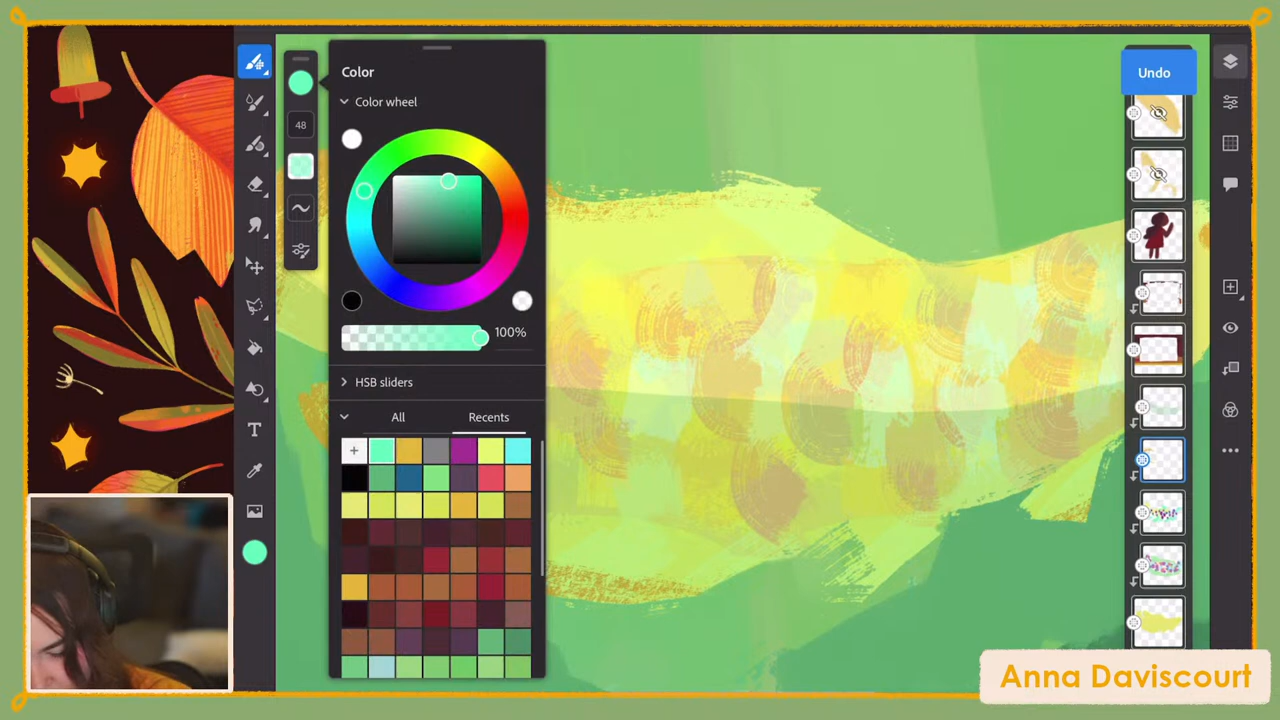 Color
Undo
Color wheel
48
100%
HSB sliders
All
Recents
T
Anna Daviscourt